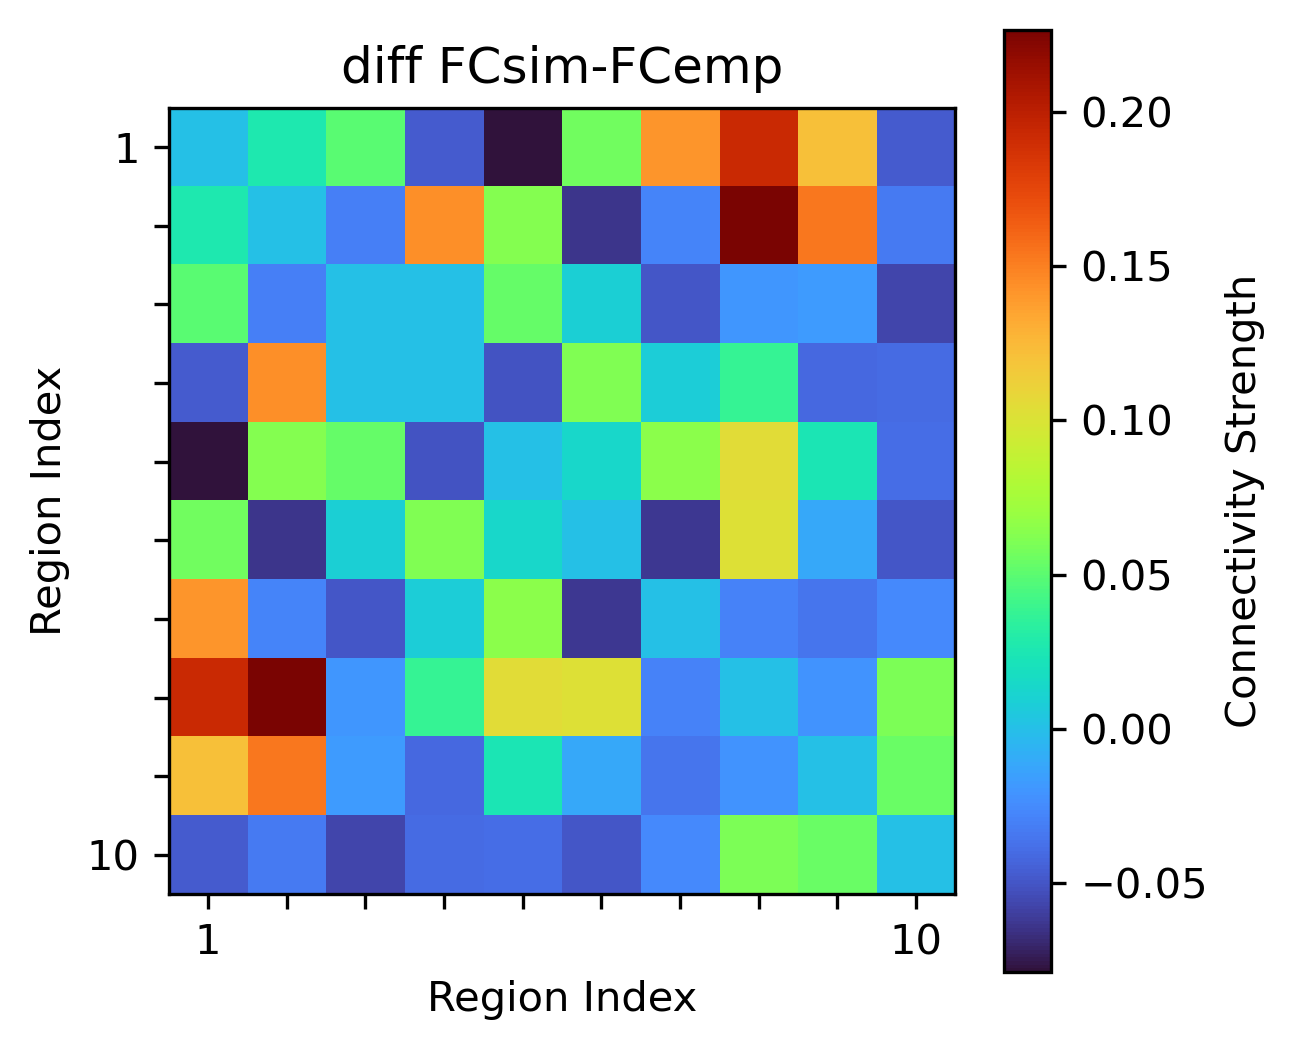 diff FCsim-FCemp
1
10
Region Index
1
10
Region Index
0.20
0.15
0.10
0.05
0.00
−0.05
Connectivity Strength